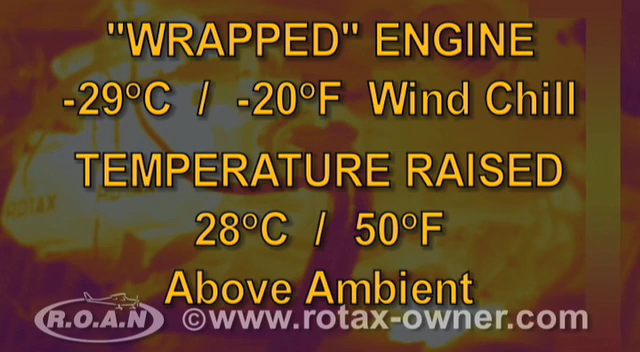 "WRAPPED" ENGINE
-29°C / -20°F Wind Chill
TEMPERATURE RAISED
28°C / 50°F
Above Ambient
R.O.A.N ©www.rotax-owner.com